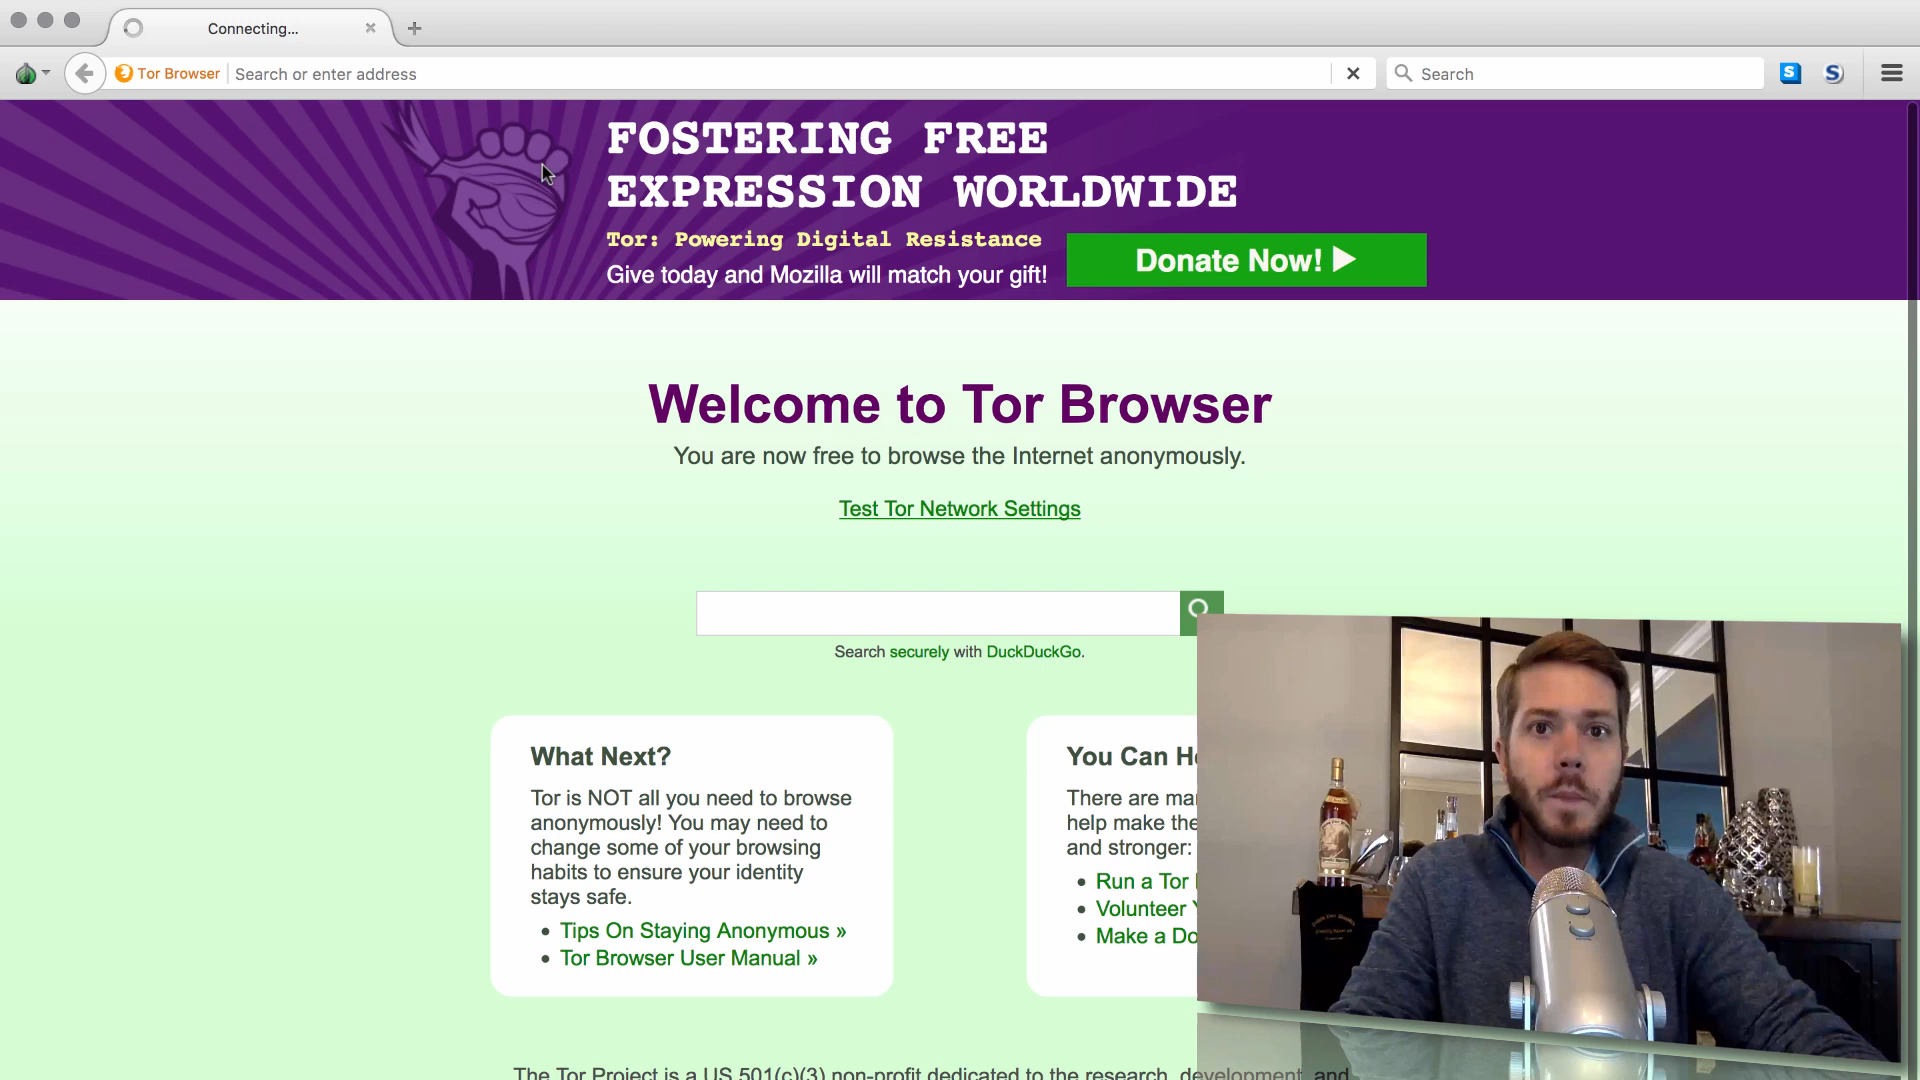 Connecting...
Tor Browser
Search or enter address
Search
S
S
FOSTERING FREE
EXPRESSION WORLDWIDE
Tor: Powering Digital Resistance
Give today and Mozilla will match your gift!
Donate Now!
Welcome to Tor Browser
You are now free to browse the Internet anonymously.
Test Tor Network Settings
Search securely with DuckDuckGo.
What Next?
Tor is NOT all you need to browse
anonymously! You may need to
change some of your browsing
habits to ensure your identity
stays safe.
• Tips On Staying Anonymous »
• Tor Browser User Manual »
You Can
There are
help make the
and stronger:
• Run a Tor
• Volunteer
• Make a
The Tor Project is a US 501(c)(3) non-profit dedicated to the research, development, and